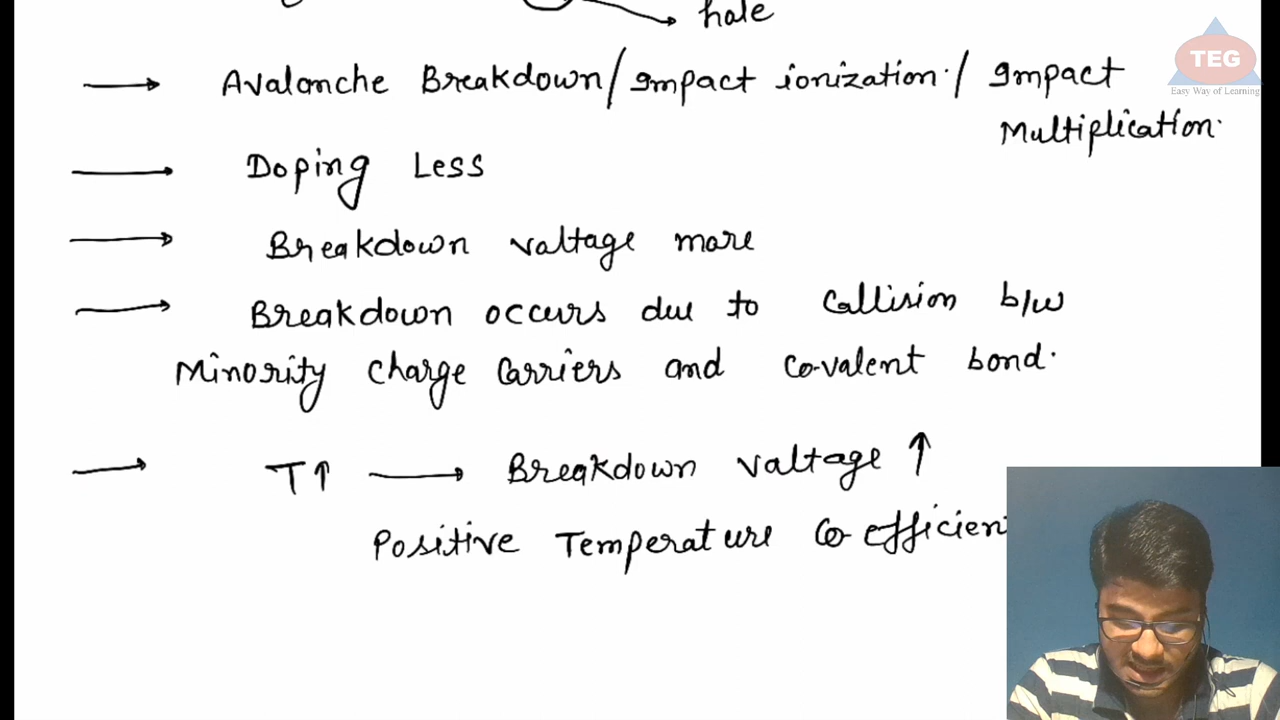 hole
TEG
Easy Way of Learning
Avalanche Breakdown/Impact ionization/ Impact
Multiplication.
Doping Less
Breakdown voltage more
Breakdown occurs due to Collision b/w
Minority charge Carriers and Co-valent bond.
T↑ → Breakdown voltage ↑
Positive Temperature Co efficien